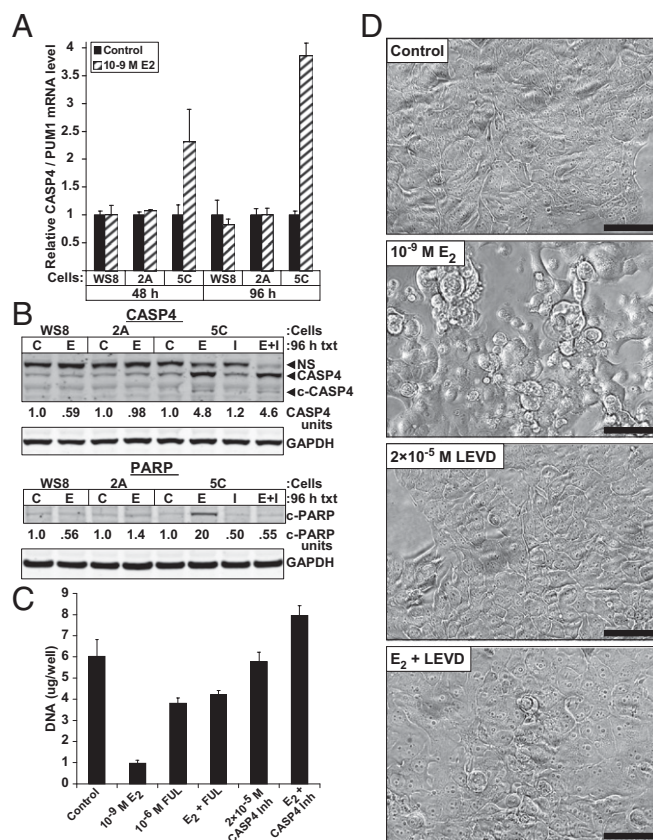 A
Relative CASP4 / PUM1 mRNA level
4
3.5
3
2.5
2
1.5
1
0.5
Control
10-9 M E2
Cells: WS8 2A 5C WS8 2A 5C
48 h 96 h
B
CASP4
WS8 2A 5C :Cells
C E C E C E I E+I :96 h txt
NS
CASP4
c-CASP4
1.0 .59 1.0 .98 1.0 4.8 1.2 4.6 CASP4 units
GAPDH
PARP
WS8 2A 5C :Cells
C E C E C E I E+I :96 h txt
c-PARP
1.0 .56 1.0 1.4 1.0 20 .50 .55 c-PARP units
GAPDH
C
DNA (ug/well)
9
8
7
6
5
4
3
2
1
0
Control
10⁻⁹ M E2
10⁻⁶ M FUL
E₂ + FUL
2×10⁻⁵ M CASP4 Inh
E₂ + CASP4 Inh
D
Control
10⁻⁹ M E₂
2×10⁻⁵ M LEVD
E₂ + LEVD